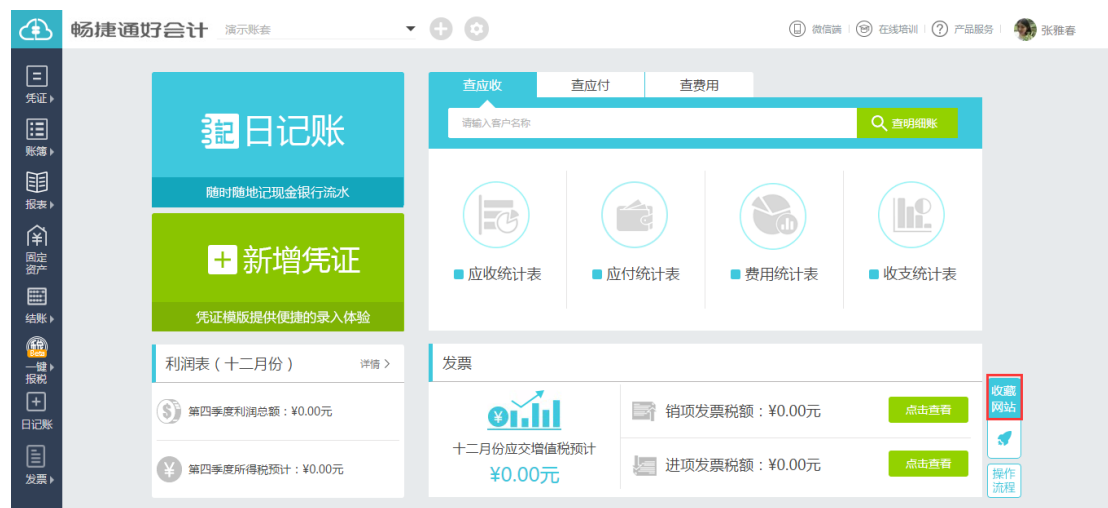 畅捷通好会计
演示账套
微信端
在线培训
产品服务
张雅春
凭证
账簿
报表
固定
资产
结账
Beta
一键
报税
日记账
发票
記 日记账
随时随地记现金银行流水
新增凭证
凭证模版提供便捷的录入体验
查应收
查应付
查费用
请输入客户名称
查明细账
应收统计表
应付统计表
费用统计表
收支统计表
利润表(十二月份)
详情
第四季度利润总额:¥0.00元
第四季度所得税预计:¥0.00元
发票
十二月份应交增值税预计
¥0.00元
销项发票税额:¥0.00元
点击查看
进项发票税额:¥0.00元
点击查看
收藏
网站
操作
流程